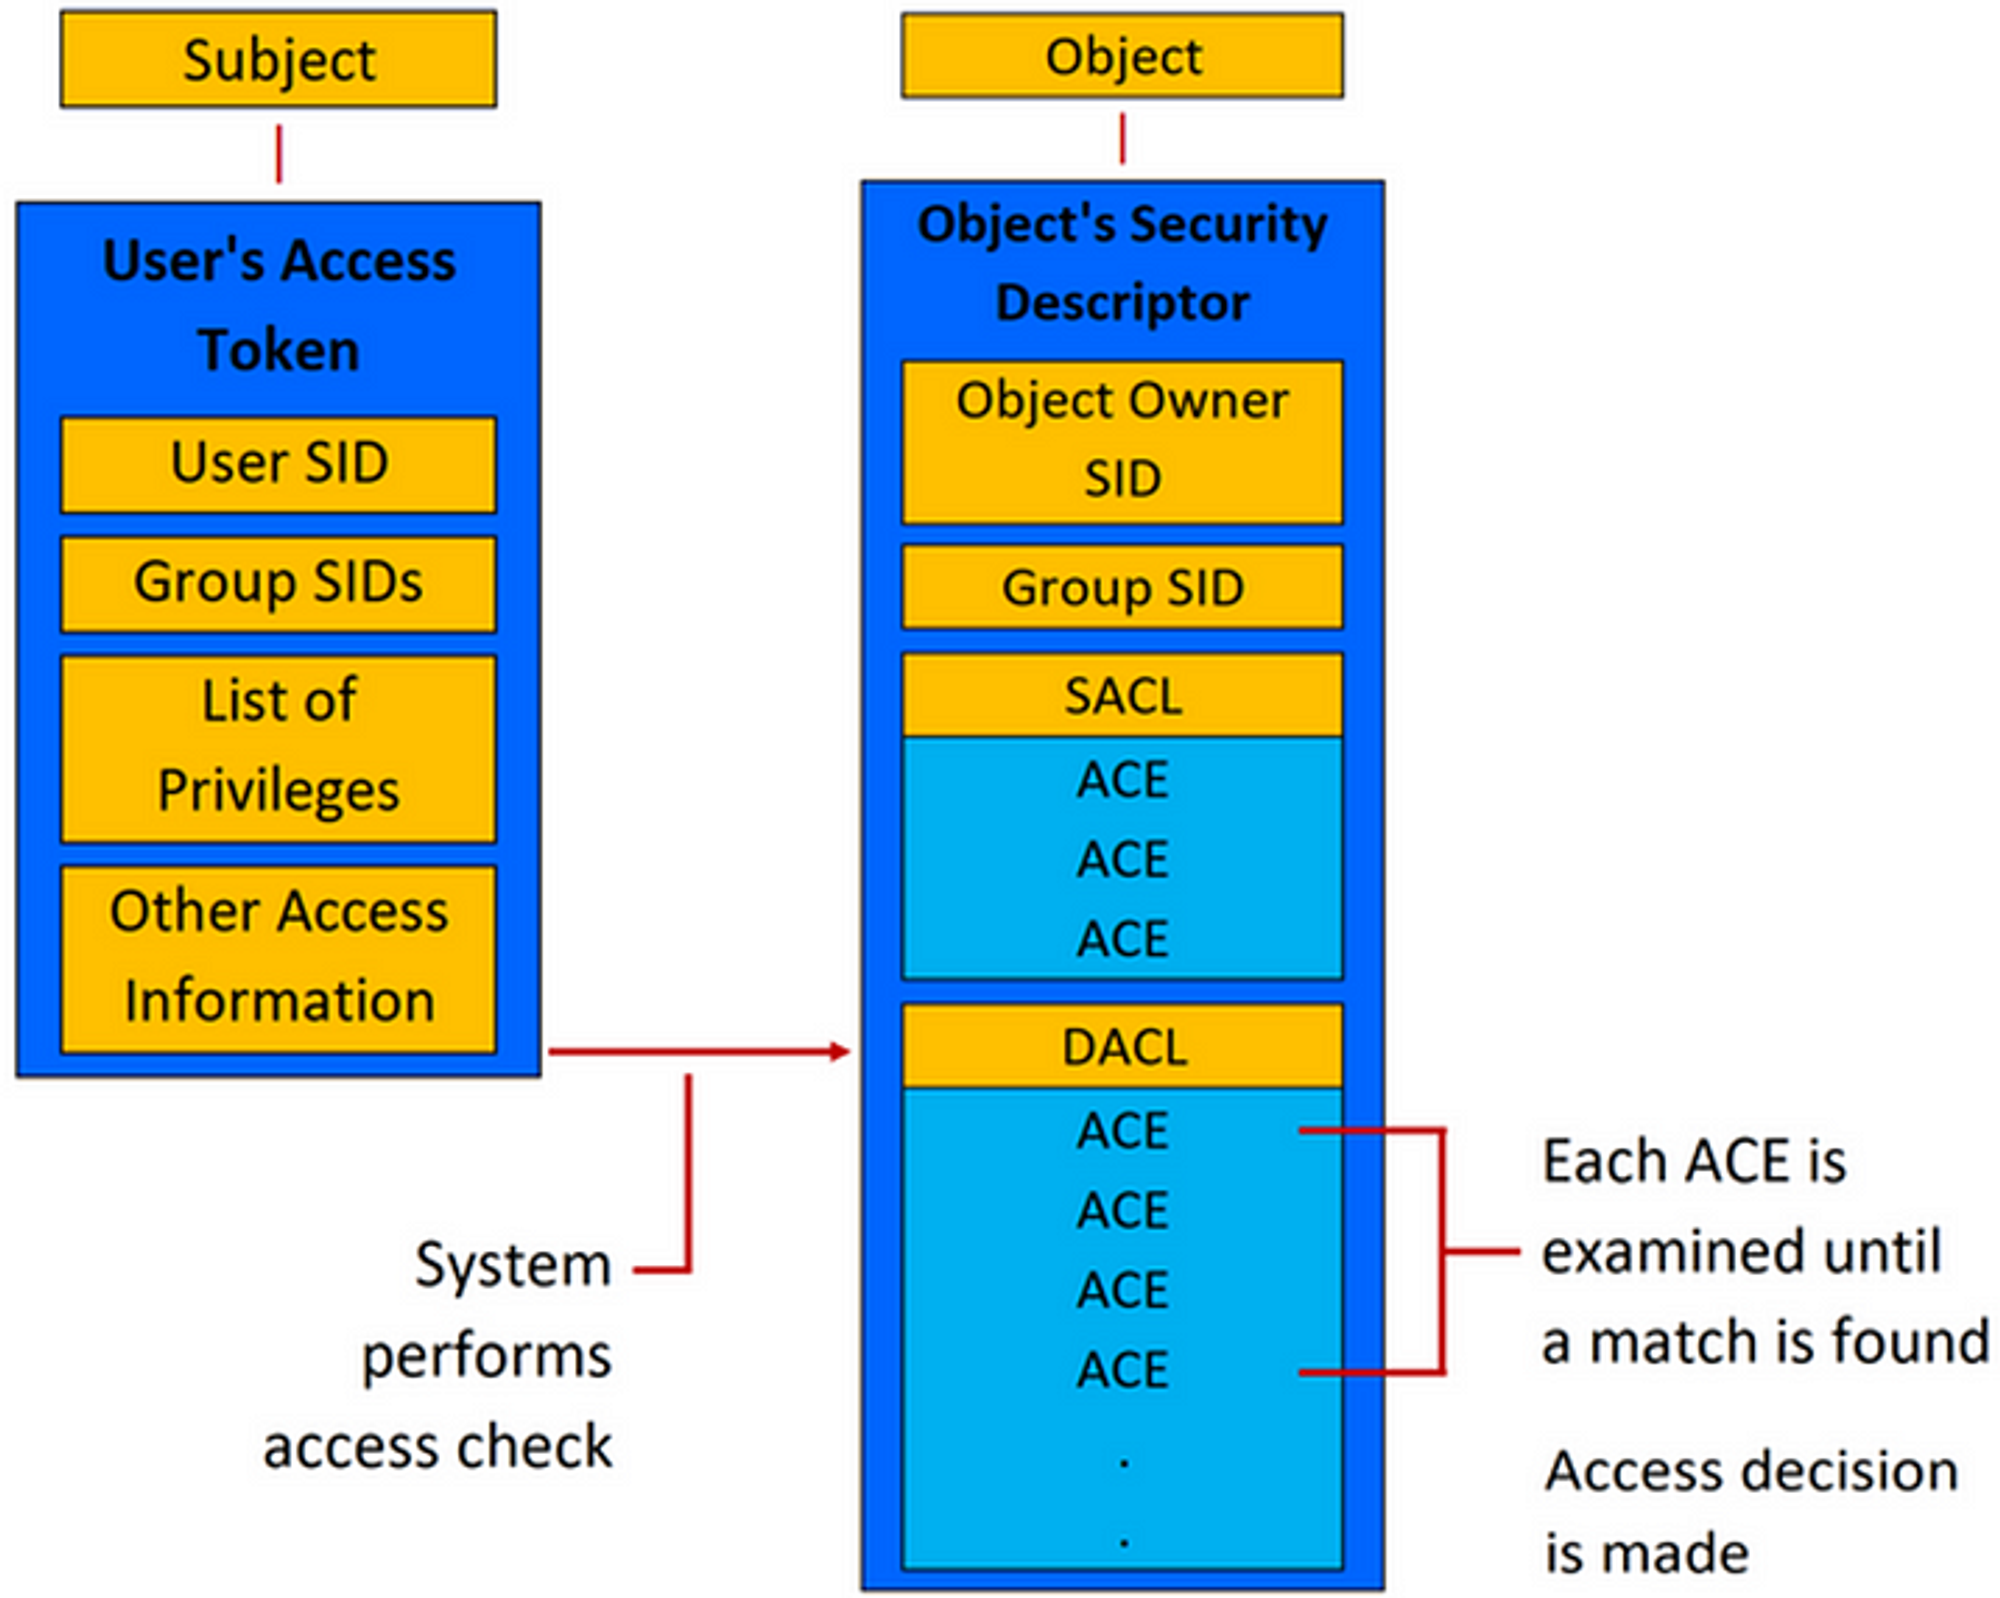 Subject
User's Access
Token
User SID
Group SIDs
List of
Privileges
Other Access
Information
System
performs
access check
Object
Object's Security
Descriptor
Object Owner
SID
Group SID
SACL
ACE
ACE
ACE
DACL
ACE
ACE
ACE
ACE
.
.
Each ACE is
examined until
a match is found
Access decision
is made